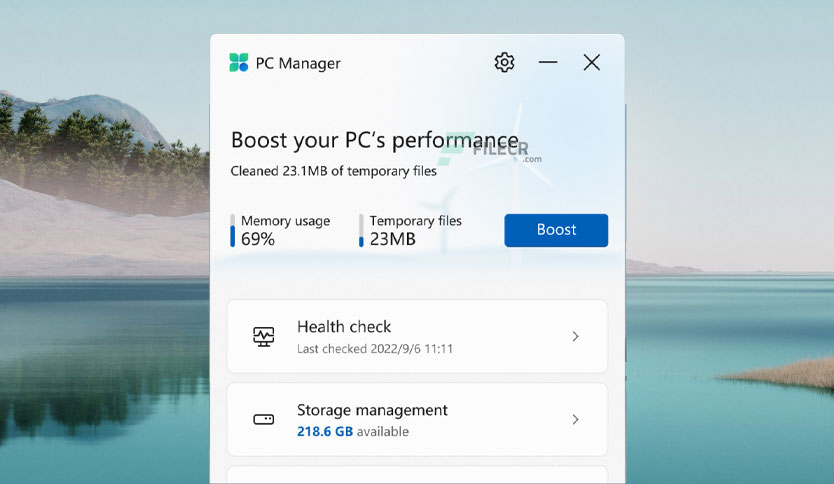 PC Manager
Boost your PC's performance
FILECR
.com
Cleaned 23.1MB of temporary files
Memory usage
69%
Temporary files
23MB
Boost
Health check
Last checked 2022/9/6 11:11
Storage management
218.6 GB available